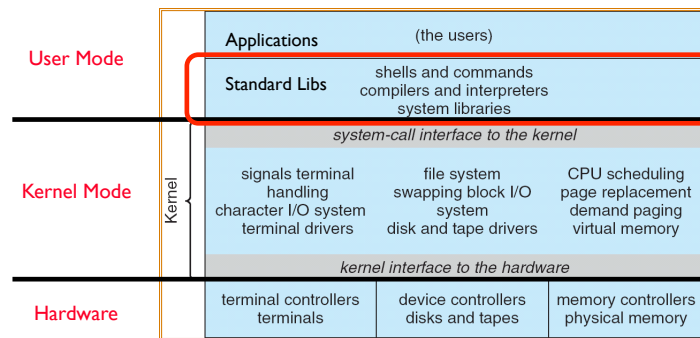 Applications
(the users)
User Mode
Standard Libs
shells and commands
compilers and interpreters
system libraries
system-call interface to the kernel
Kernel Mode
Kernel
signals terminal
handling
character I/O system
terminal drivers
file system
swapping block I/O
system
disk and tape drivers
CPU scheduling
page replacement
demand paging
virtual memory
kernel interface to the hardware
Hardware
terminal controllers
terminals
device controllers
disks and tapes
memory controllers
physical memory